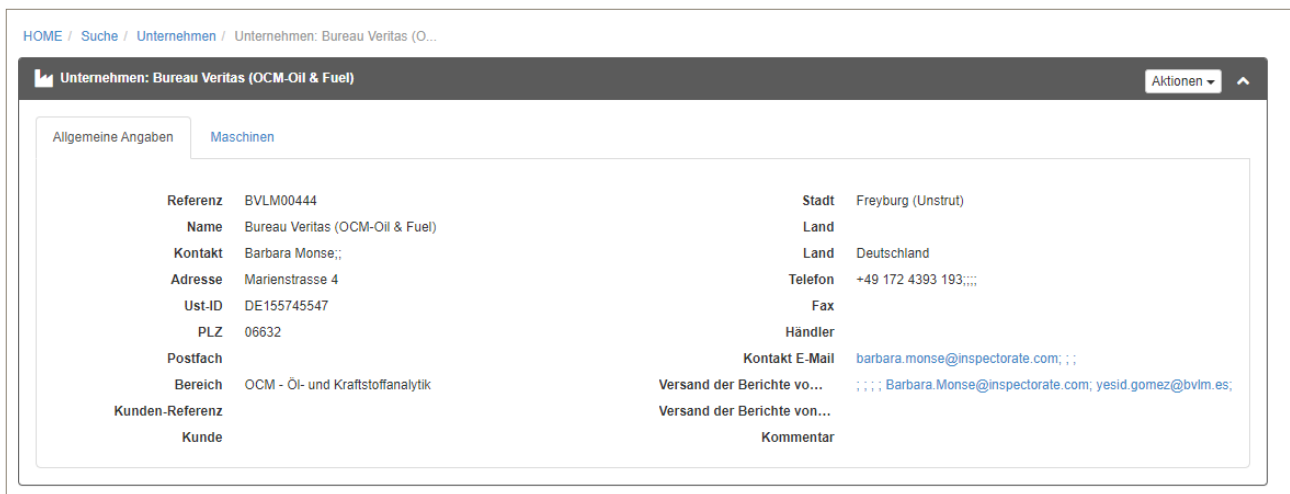 HOME / Suche / Unternehmen / Unternehmen: Bureau Veritas (O...
Unternehmen: Bureau Veritas (OCM-Oil & Fuel)
Aktionen
Allgemeine Angaben
Maschinen
Referenz BVLM00444
Name Bureau Veritas (OCM-Oil & Fuel)
Kontakt Barbara Monse;;
Adresse Marienstrasse 4
Ust-ID DE155745547
PLZ 06632
Postfach
Bereich OCM - Öl- und Kraftstoffanalytik
Kunden-Referenz
Kunde
Stadt Freyburg (Unstrut)
Land
Land Deutschland
Telefon +49 172 4393 193;;;;
Fax
Händler
Kontakt E-Mail barbara.monse@inspectorate.com; ; ;
Versand der Berichte vo... ; ; ; ; Barbara.Monse@inspectorate.com; yesid.gomez@bvlm.es;
Versand der Berichte von...
Kommentar